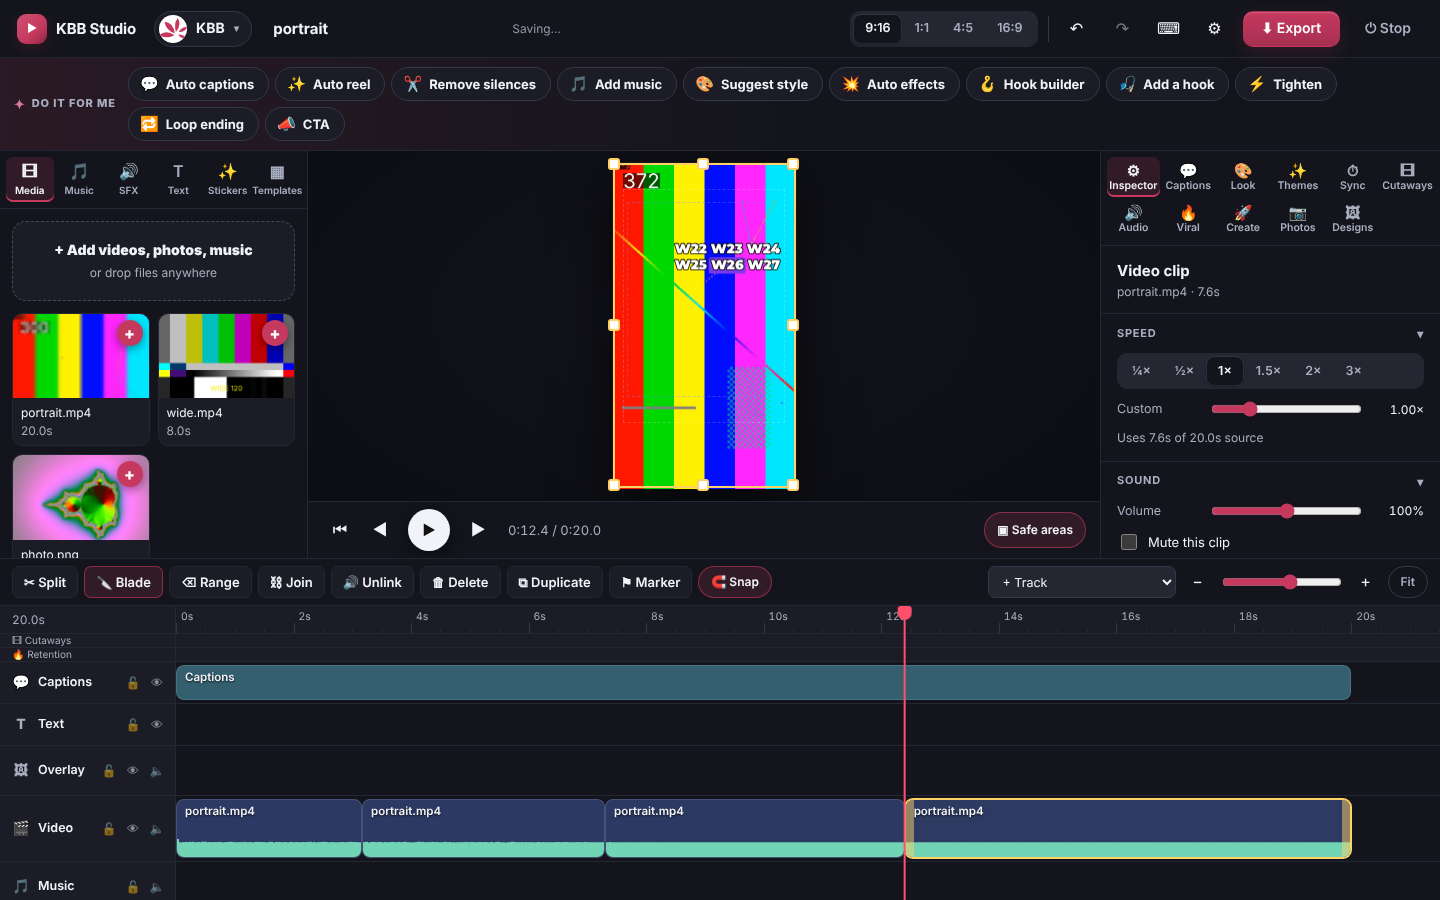 KBB Studio
KBB
portrait
Saving...
9:16 1:1 4:5 16:9
Export
Stop
DO IT FOR ME
Auto captions
Auto reel
Remove silences
Add music
Suggest style
Auto effects
Hook builder
Add a hook
Tighten
Loop ending
CTA
Media Music SFX Text Stickers Templates
+ Add videos, photos, music
or drop files anywhere
portrait.mp4
20.0s
wide.mp4
8.0s
photo.png
372
W22 W23 W24
W25 W26 W27
0:12.4 / 0:20.0
Safe areas
Inspector Captions Look Themes Sync Cutaways
Audio Viral Create Photos Designs
Video clip
portrait.mp4 · 7.6s
SPEED
¼× ½× 1× 1.5× 2× 3×
Custom 1.00×
Uses 7.6s of 20.0s source
SOUND
Volume 100%
Mute this clip
Split Blade Range Join Unlink Delete Duplicate Marker Snap
+ Track
− + Fit
20.0s
0s 2s 4s 6s 8s 10s 12 14s 16s 18s 20s
Cutaways
Retention
Captions
Captions
T Text
Overlay
Video
portrait.mp4 portrait.mp4 portrait.mp4 portrait.mp4
Music